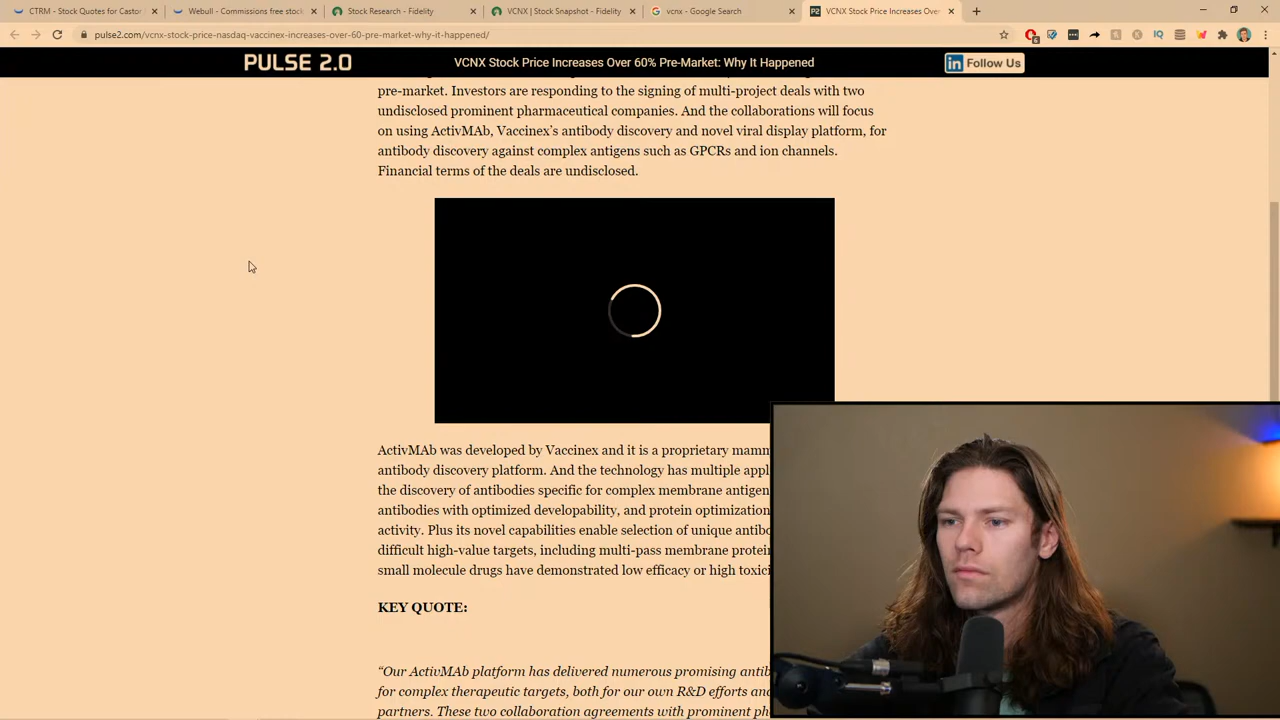 CTRM - Stock Quotes for Castor
Webull - Commissions free stock
Stock Research - Fidelity
VCNX | Stock Snapshot - Fidelity
vcnx - Google Search
P2 VCNX Stock Price Increases Over
pulse2.com/vcnx-stock-price-nasdaq-vaccinex-increases-over-60-pre-market-why-it-happened/
PULSE 2.0
VCNX Stock Price Increases Over 60% Pre-Market: Why It Happened
in Follow Us
pre-market. Investors are responding to the signing of multi-project deals with two
undisclosed prominent pharmaceutical companies. And the collaborations will focus
on using ActivMAb, Vaccinex's antibody discovery and novel viral display platform, for
antibody discovery against complex antigens such as GPCRs and ion channels.
Financial terms of the deals are undisclosed.
ActivMAb was developed by Vaccinex and it is a proprietary mamm
antibody discovery platform. And the technology has multiple appl
the discovery of antibodies specific for complex membrane antigen
antibodies with optimized developability, and protein optimization
activity. Plus its novel capabilities enable selection of unique antibo
difficult high-value targets, including multi-pass membrane protein
small molecule drugs have demonstrated low efficacy or high toxici
KEY QUOTE:
“Our ActivMAb platform has delivered numerous promising antib
for complex therapeutic targets, both for our own R&D efforts and
partners. These two collaboration agreements with prominent ph